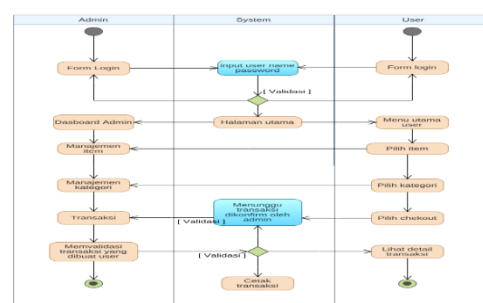 Admin
System
User
Form Login
Input user name
password
Form login
[ Validasi ]
Dasboard Admin
Halaman utama
Menu utama
user
Manajemen
item
Pilih item
Manajemen
kategori
Pilih kategori
Transaksi
[ Validasi ]
Menunggu
transaksi
dikonfirm oleh
admin
Pilih chekout
Memvalidasi
transaksi yang
dibuat user
[ Validasi ]
Lihat detail
transaksi
Cetak
transaksi